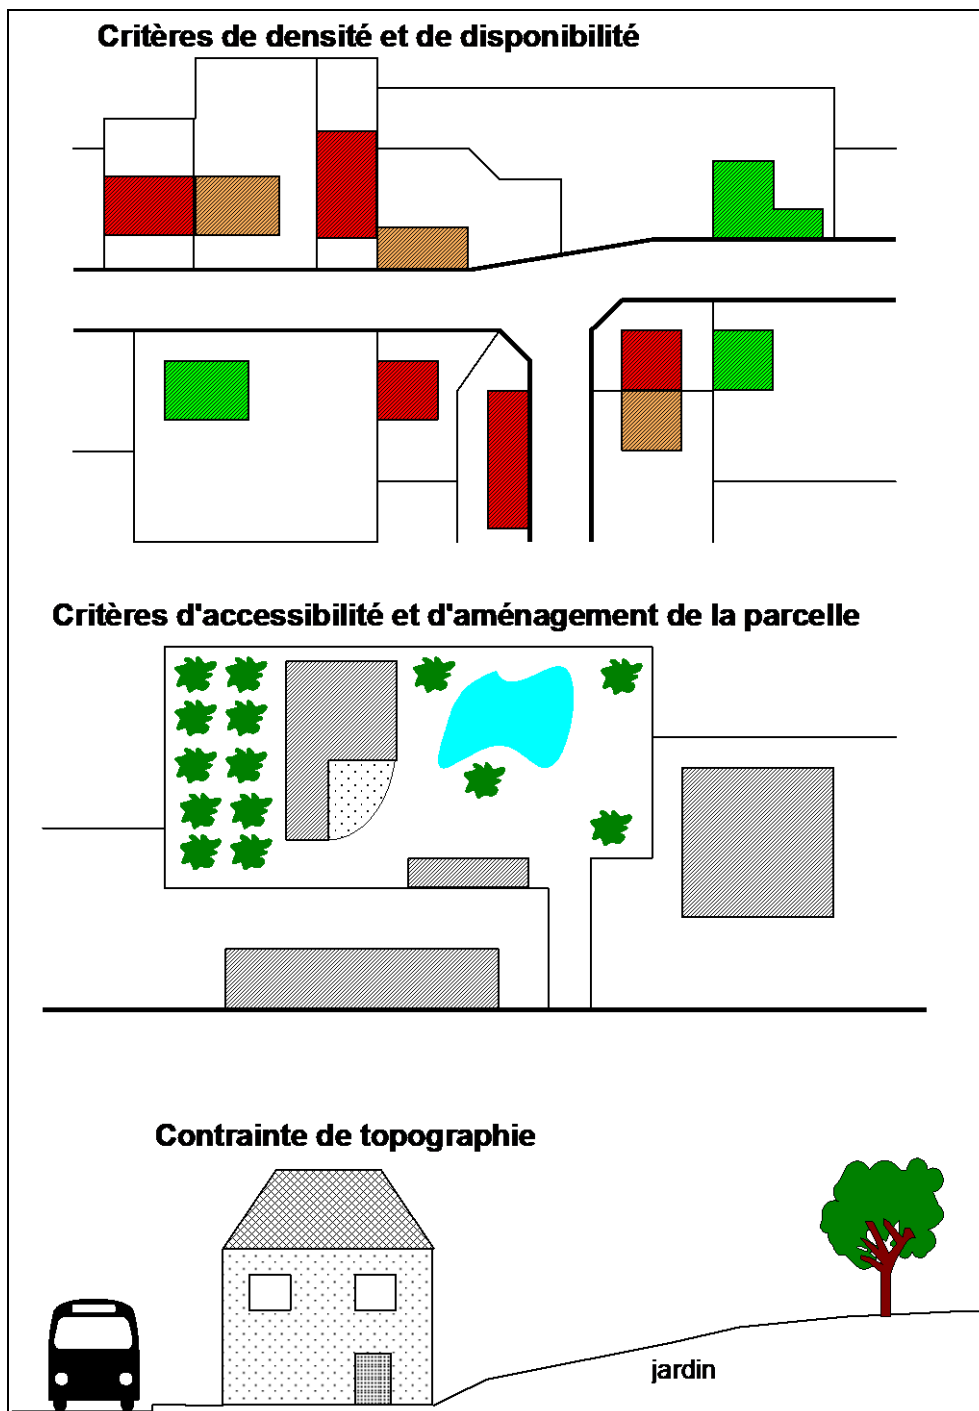 Critères de densité et de disponibilité
Critères d'accessibilité et d'aménagement de la parcelle
Contrainte de topographie
jardin